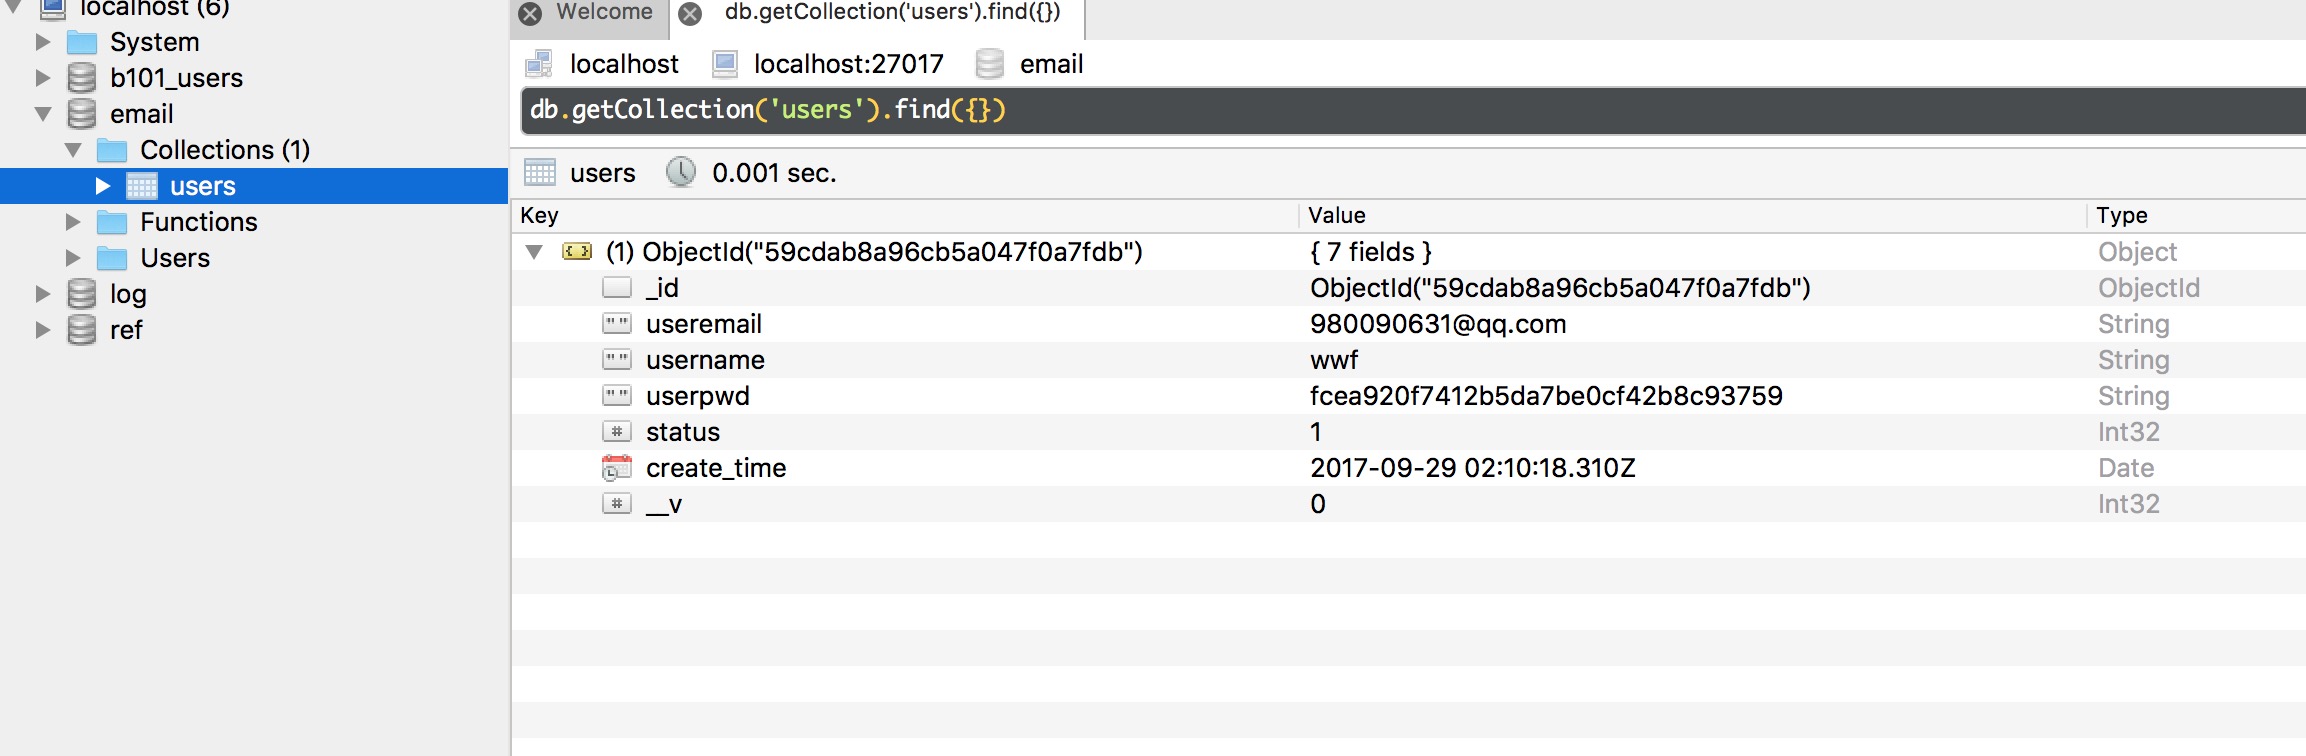 localhost (6)
System
b101_users
email
Collections (1)
users
Functions
Users
log
ref
Welcome
db.getCollection('users').find({})
localhost localhost:27017 email
db.getCollection('users').find({})
users 0.001 sec.
Key Value Type
(1) ObjectId("59cdab8a96cb5a047f0a7fdb") { 7 fields } Object
_id ObjectId("59cdab8a96cb5a047f0a7fdb") ObjectId
useremail 980090631@qq.com String
username wwf String
userpwd fcea920f7412b5da7be0cf42b8c93759 String
status 1 Int32
create_time 2017-09-29 02:10:18.310Z Date
__v 0 Int32